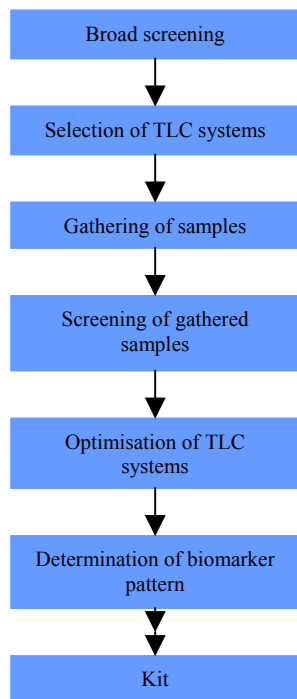 Broad screening
Selection of TLC systems
Gathering of samples
Screening of gathered
samples
Optimisation of TLC
systems
Determination of biomarker
pattern
Kit